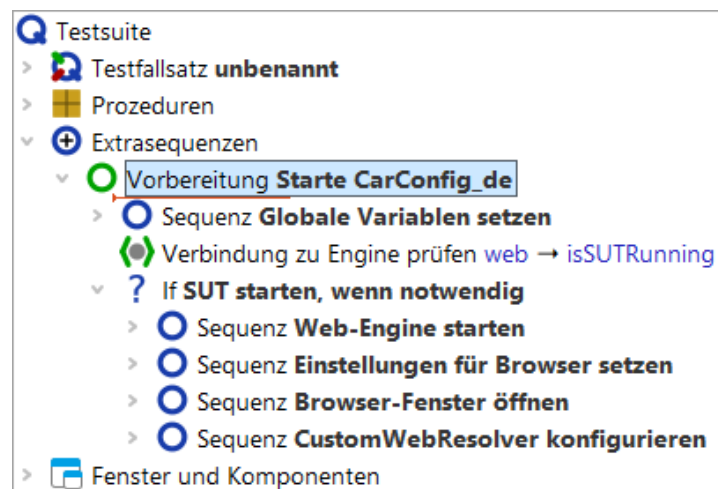 Testsuite
Testfallsatz unbenannt
Prozeduren
Extrasequenzen
Vorbereitung Starte CarConfig_de
Sequenz Globale Variablen setzen
Verbindung zu Engine prüfen web → isSUTRunning
? If SUT starten, wenn notwendig
Sequenz Web-Engine starten
Sequenz Einstellungen für Browser setzen
Sequenz Browser-Fenster öffnen
Sequenz CustomWebResolver konfigurieren
Fenster und Komponenten